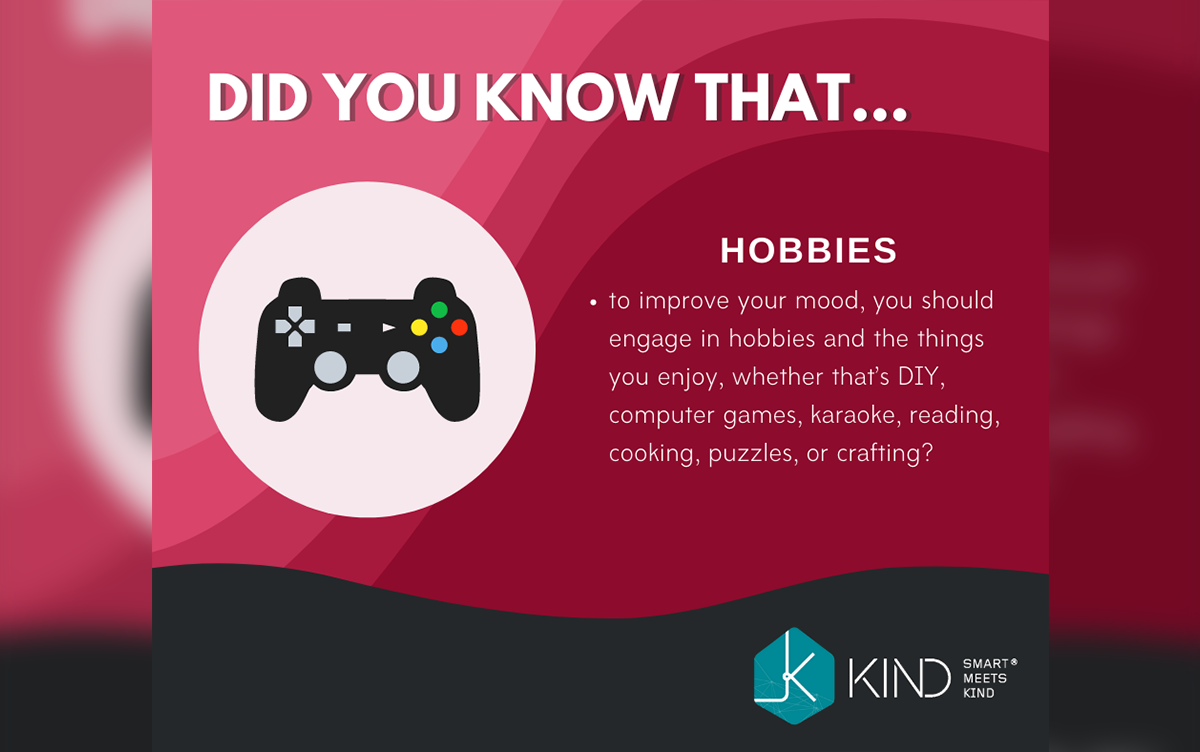 DID YOU KNOW THAT...
HOBBIES
• to improve your mood, you should
engage in hobbies and the things
you enjoy, whether that's DIY,
computer games, karaoke, reading,
cooking, puzzles, or crafting?
KIND
SMART®
MEETS
KIND